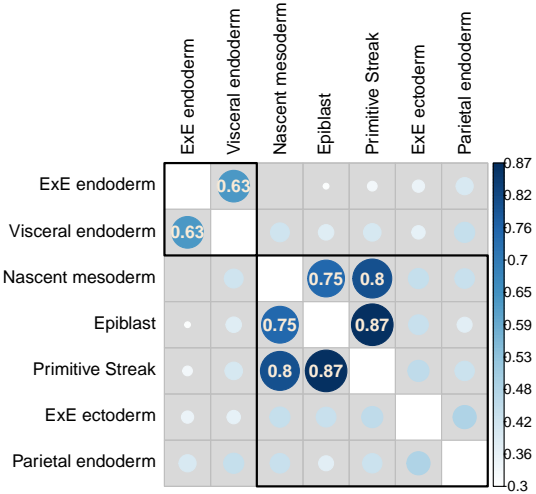 ExE endoderm
Visceral endoderm
Nascent mesoderm
Epiblast
Primitive Streak
ExE ectoderm
Parietal endoderm
ExE endoderm
0.63
Visceral endoderm
0.63
Nascent mesoderm
0.75
0.8
Epiblast
0.75
0.87
Primitive Streak
0.8
0.87
ExE ectoderm
Parietal endoderm
0.87
0.82
0.76
0.7
0.65
0.59
0.53
0.48
0.42
0.36
0.3